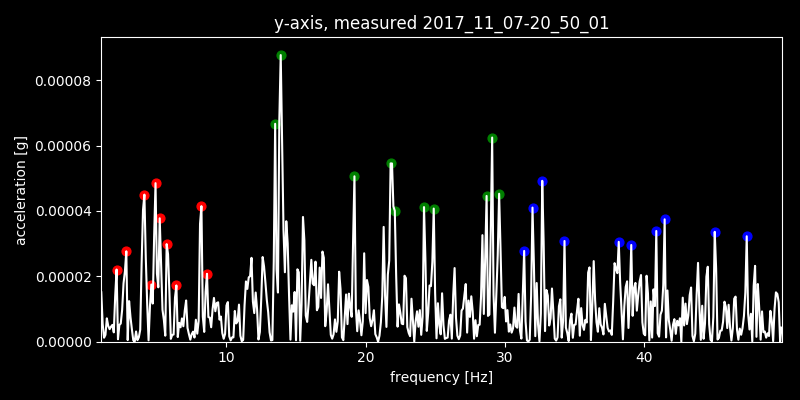 y-axis, measured 2017_11_07-20_50_01
acceleration [g]
0.00008
0.00006
0.00004
0.00002
0.00000
10 20 30 40
frequency [Hz]